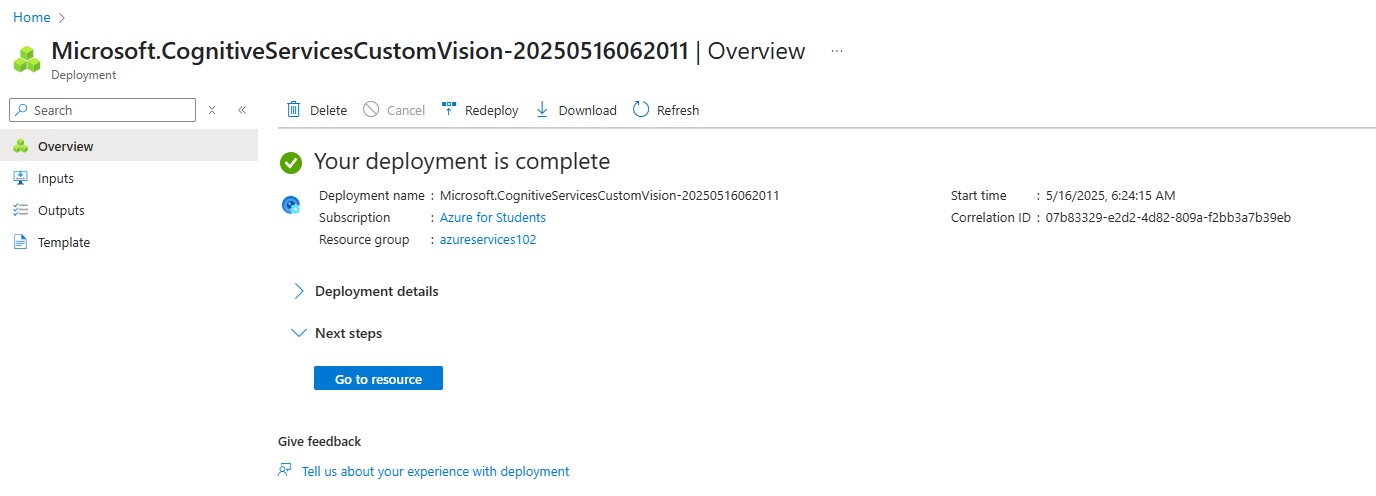 Home
Microsoft.CognitiveServicesCustomVision-20250516062011 | Overview ...
Deployment
Search
Delete Cancel Redeploy Download Refresh
Overview
Inputs
Outputs
Template
Your deployment is complete
Deployment name : Microsoft.CognitiveServicesCustomVision-20250516062011
Subscription : Azure for Students
Resource group : azureservices102
Start time : 5/16/2025, 6:24:15 AM
Correlation ID : 07b83329-e2d2-4d82-809a-f2bb3a7b39eb
Deployment details
Next steps
Go to resource
Give feedback
Tell us about your experience with deployment